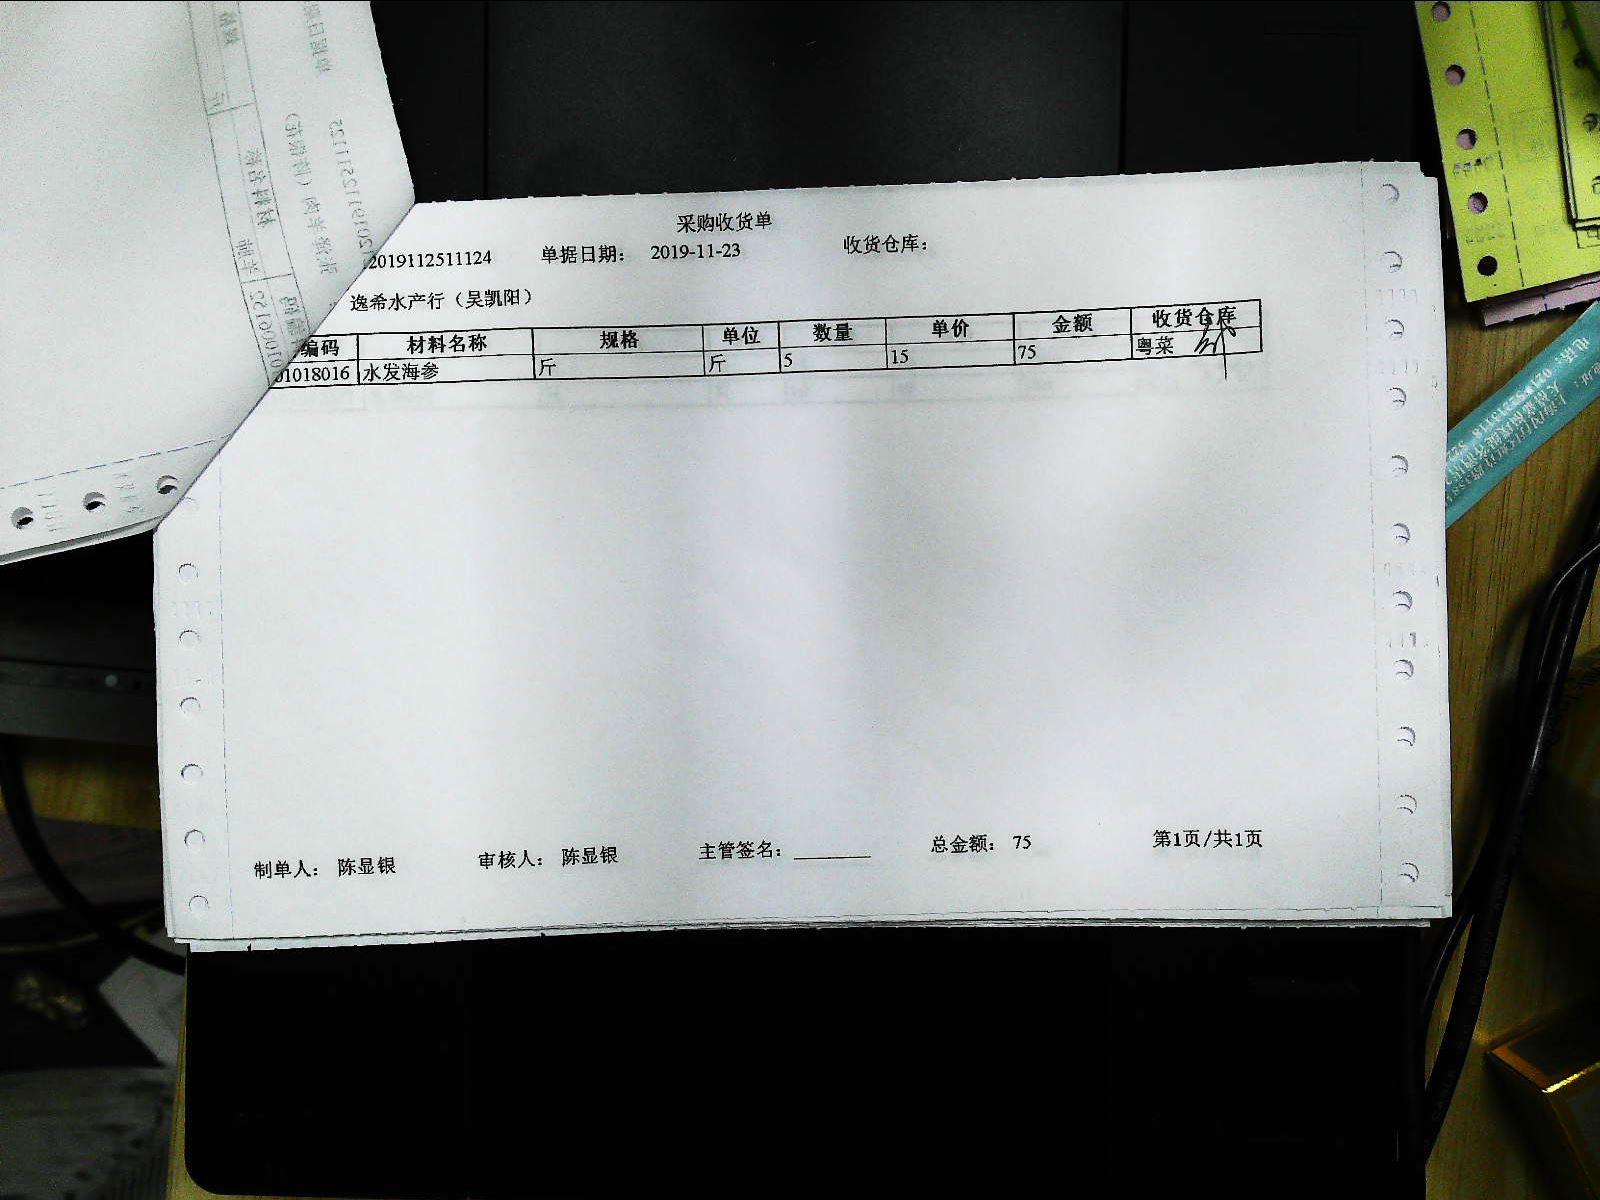 采购收货单
2019112511124 单据日期： 2019-11-23 收货仓库：
逸希水产行（吴凯阳）
编码 材料名称 规格 单位 数量 单价 金额 收货仓库
01018016 水发海参 斤 斤 5 15 75 粤菜
制单人： 陈显银 审核人： 陈显银 主管签名：________ 总金额： 75 第1页/共1页